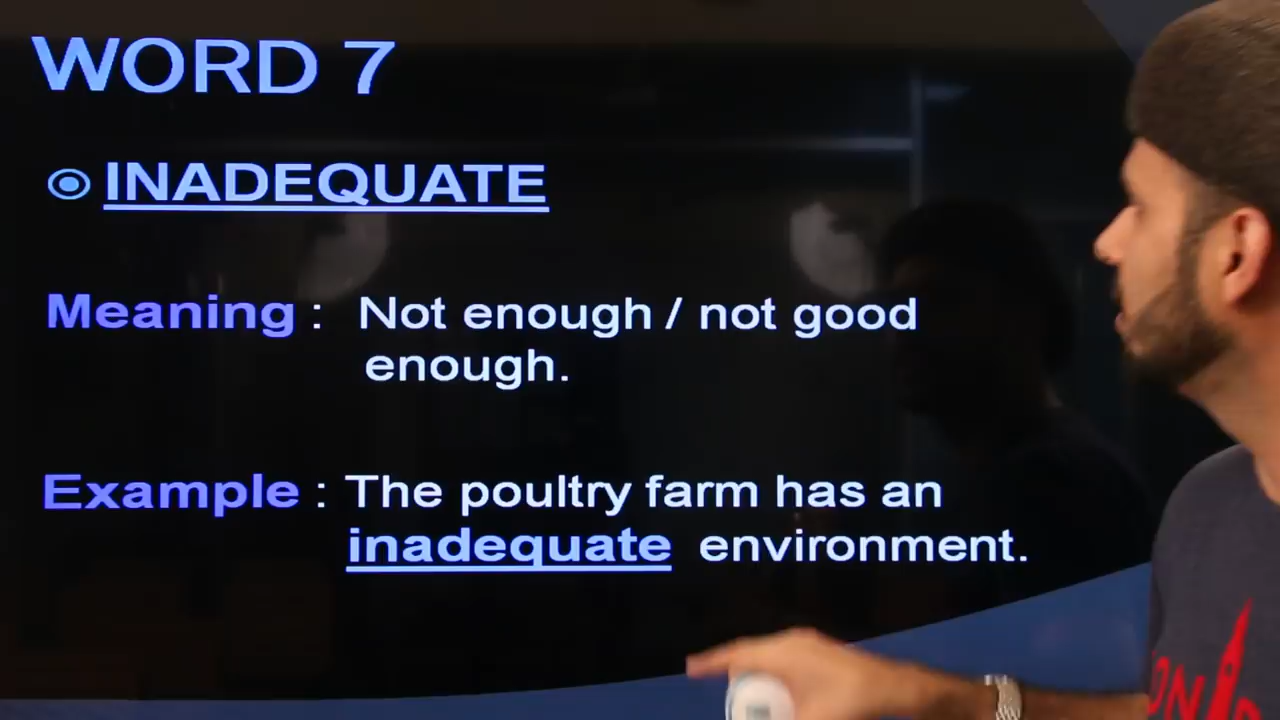 WORD 7
INADEQUATE
Meaning : Not enough / not good
enough.
Example : The poultry farm has an
inadequate environment.